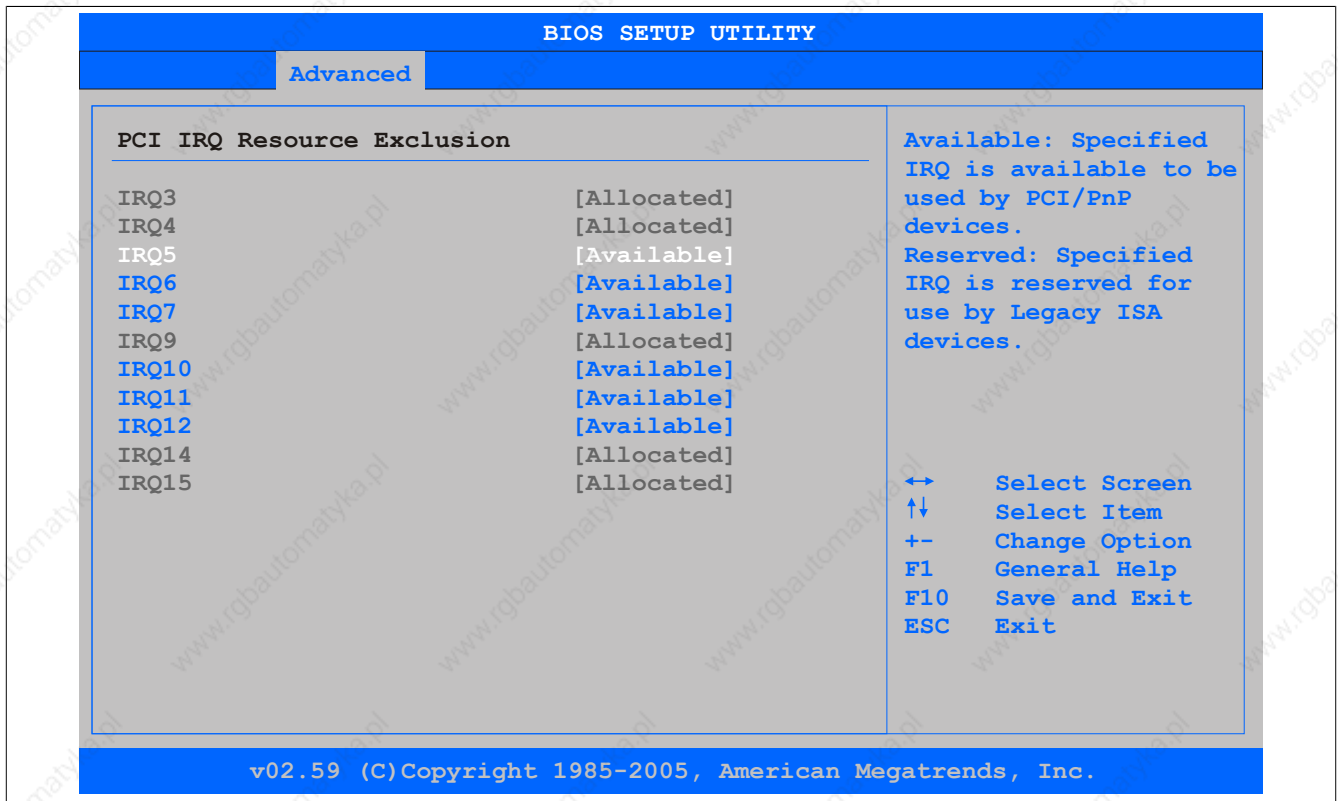 BIOS SETUP UTILITY
Advanced
PCI IRQ Resource Exclusion
IRQ3 [Allocated]
IRQ4 [Allocated]
IRQ5 [Available]
IRQ6 [Available]
IRQ7 [Available]
IRQ9 [Allocated]
IRQ10 [Available]
IRQ11 [Available]
IRQ12 [Available]
IRQ14 [Allocated]
IRQ15 [Allocated]
Available: Specified
IRQ is available to be
used by PCI/PnP
devices.
Reserved: Specified
IRQ is reserved for
use by Legacy ISA
devices.
↔ Select Screen
↑↓ Select Item
+- Change Option
F1 General Help
F10 Save and Exit
ESC Exit
v02.59 (C)Copyright 1985-2005, American Megatrends, Inc.
www.rgbautomatyka.pl